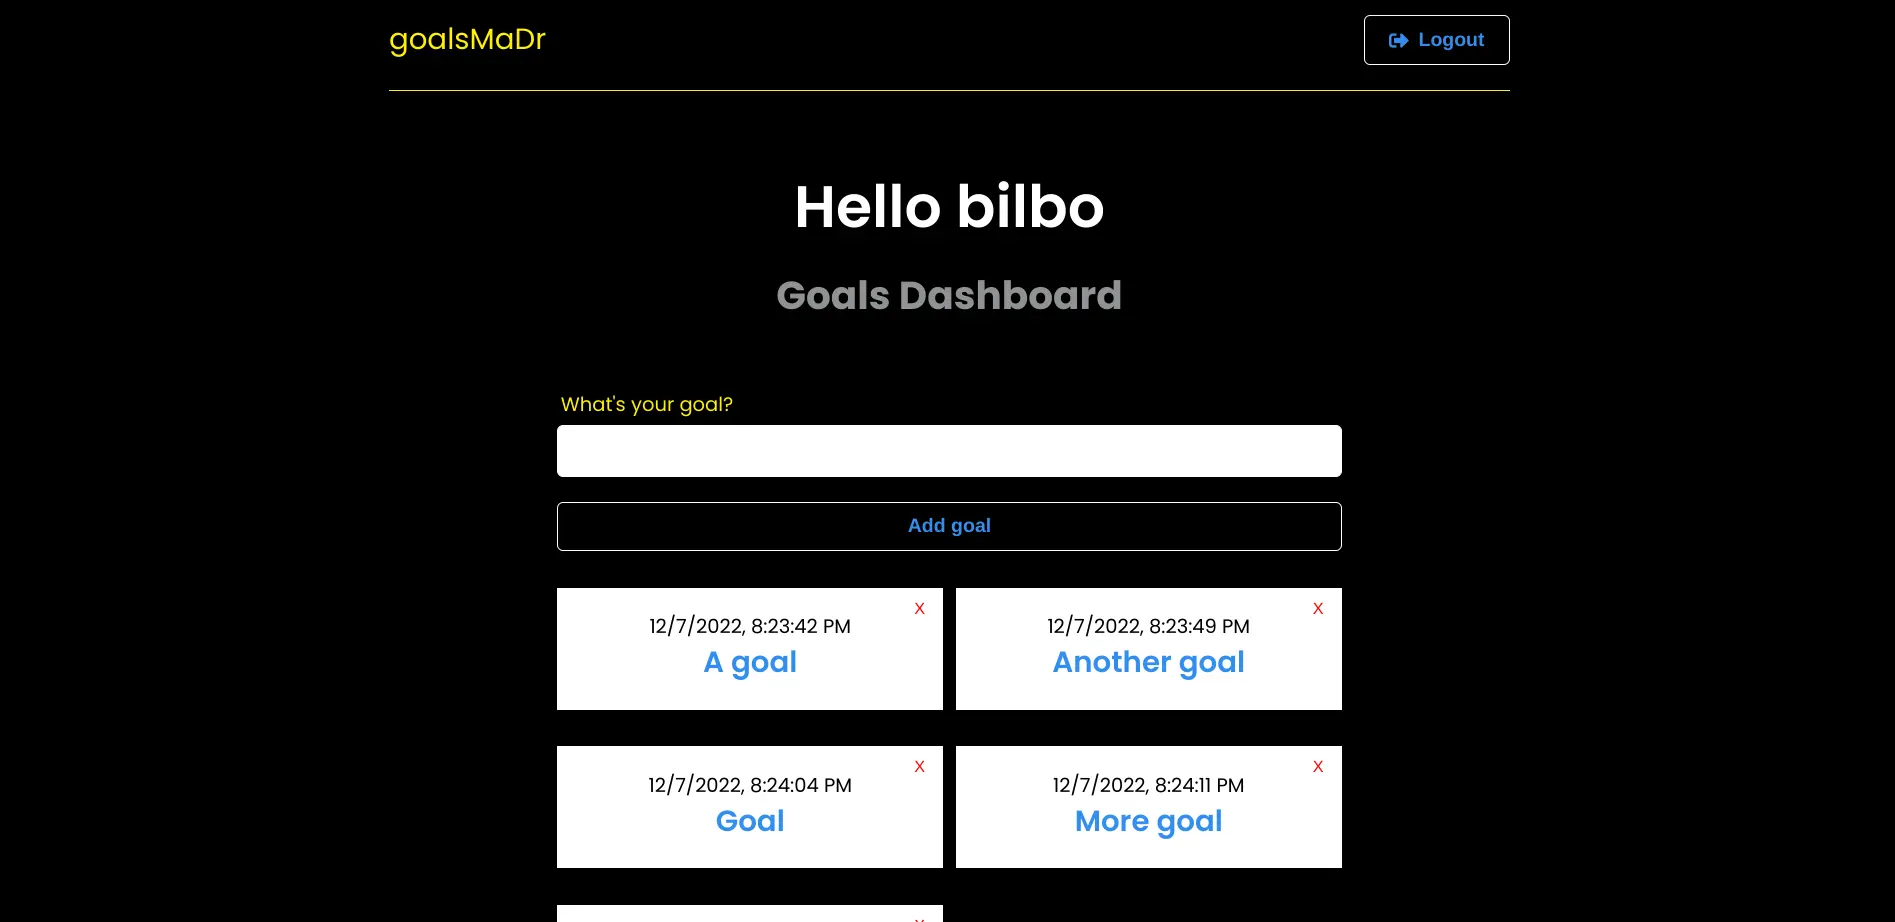 goalsMaDr
Logout
Hello bilbo
Goals Dashboard
What's your goal?
Add goal
X
12/7/2022, 8:23:42 PM
A goal
X
12/7/2022, 8:23:49 PM
Another goal
X
12/7/2022, 8:24:04 PM
Goal
X
12/7/2022, 8:24:11 PM
More goal